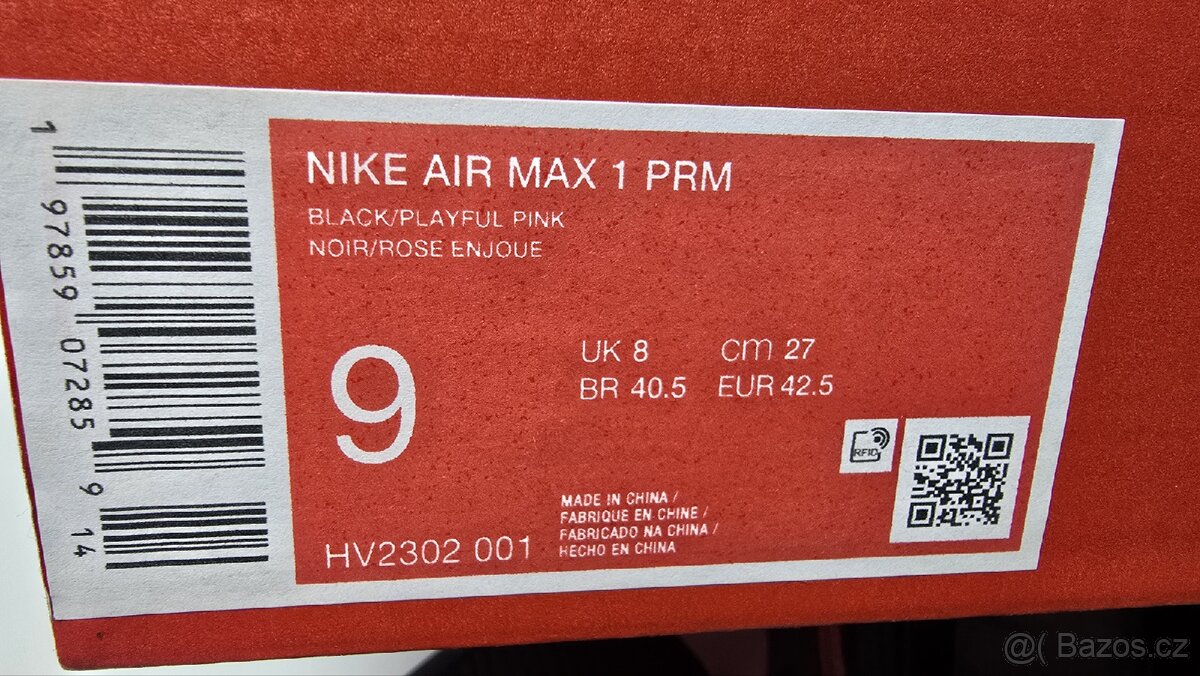 1 97859 07285 9 14
NIKE AIR MAX 1 PRM
BLACK/PLAYFUL PINK
NOIR/ROSE ENJOUE
9
UK 8 cm 27
BR 40.5 EUR 42.5
RFID
MADE IN CHINA /
FABRIQUE EN CHINE /
FABRICADO NA CHINA /
HECHO EN CHINA
HV2302 001
@( Bazos.cz